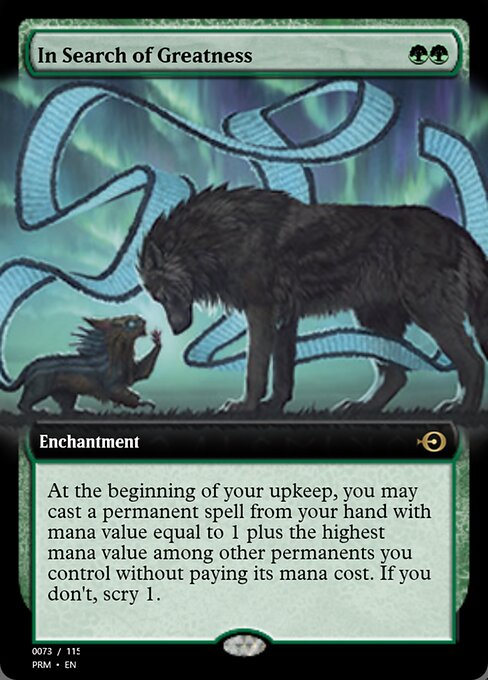 In Search of Greatness
Enchantment
At the beginning of your upkeep, you may
cast a permanent spell from your hand with
mana value equal to 1 plus the highest
mana value among other permanents you
control without paying its mana cost. If you
don't, scry 1.
0073 / 115
PRM • EN